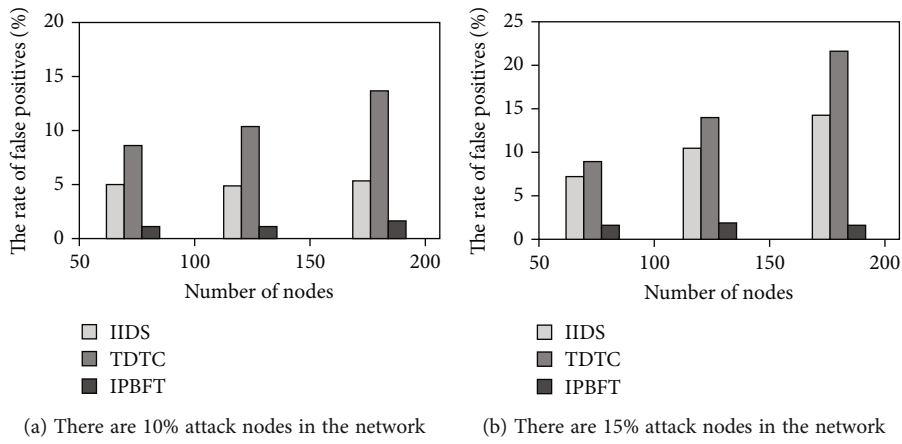 The rate of false positives (%)
20
15
10
5
0
50
100
150
200
Number of nodes
IIDS
TDTC
IPBFT
(a) There are 10% attack nodes in the network
The rate of false positives (%)
25
20
15
10
5
0
50
100
150
200
Number of nodes
IIDS
TDTC
IPBFT
(b) There are 15% attack nodes in the network